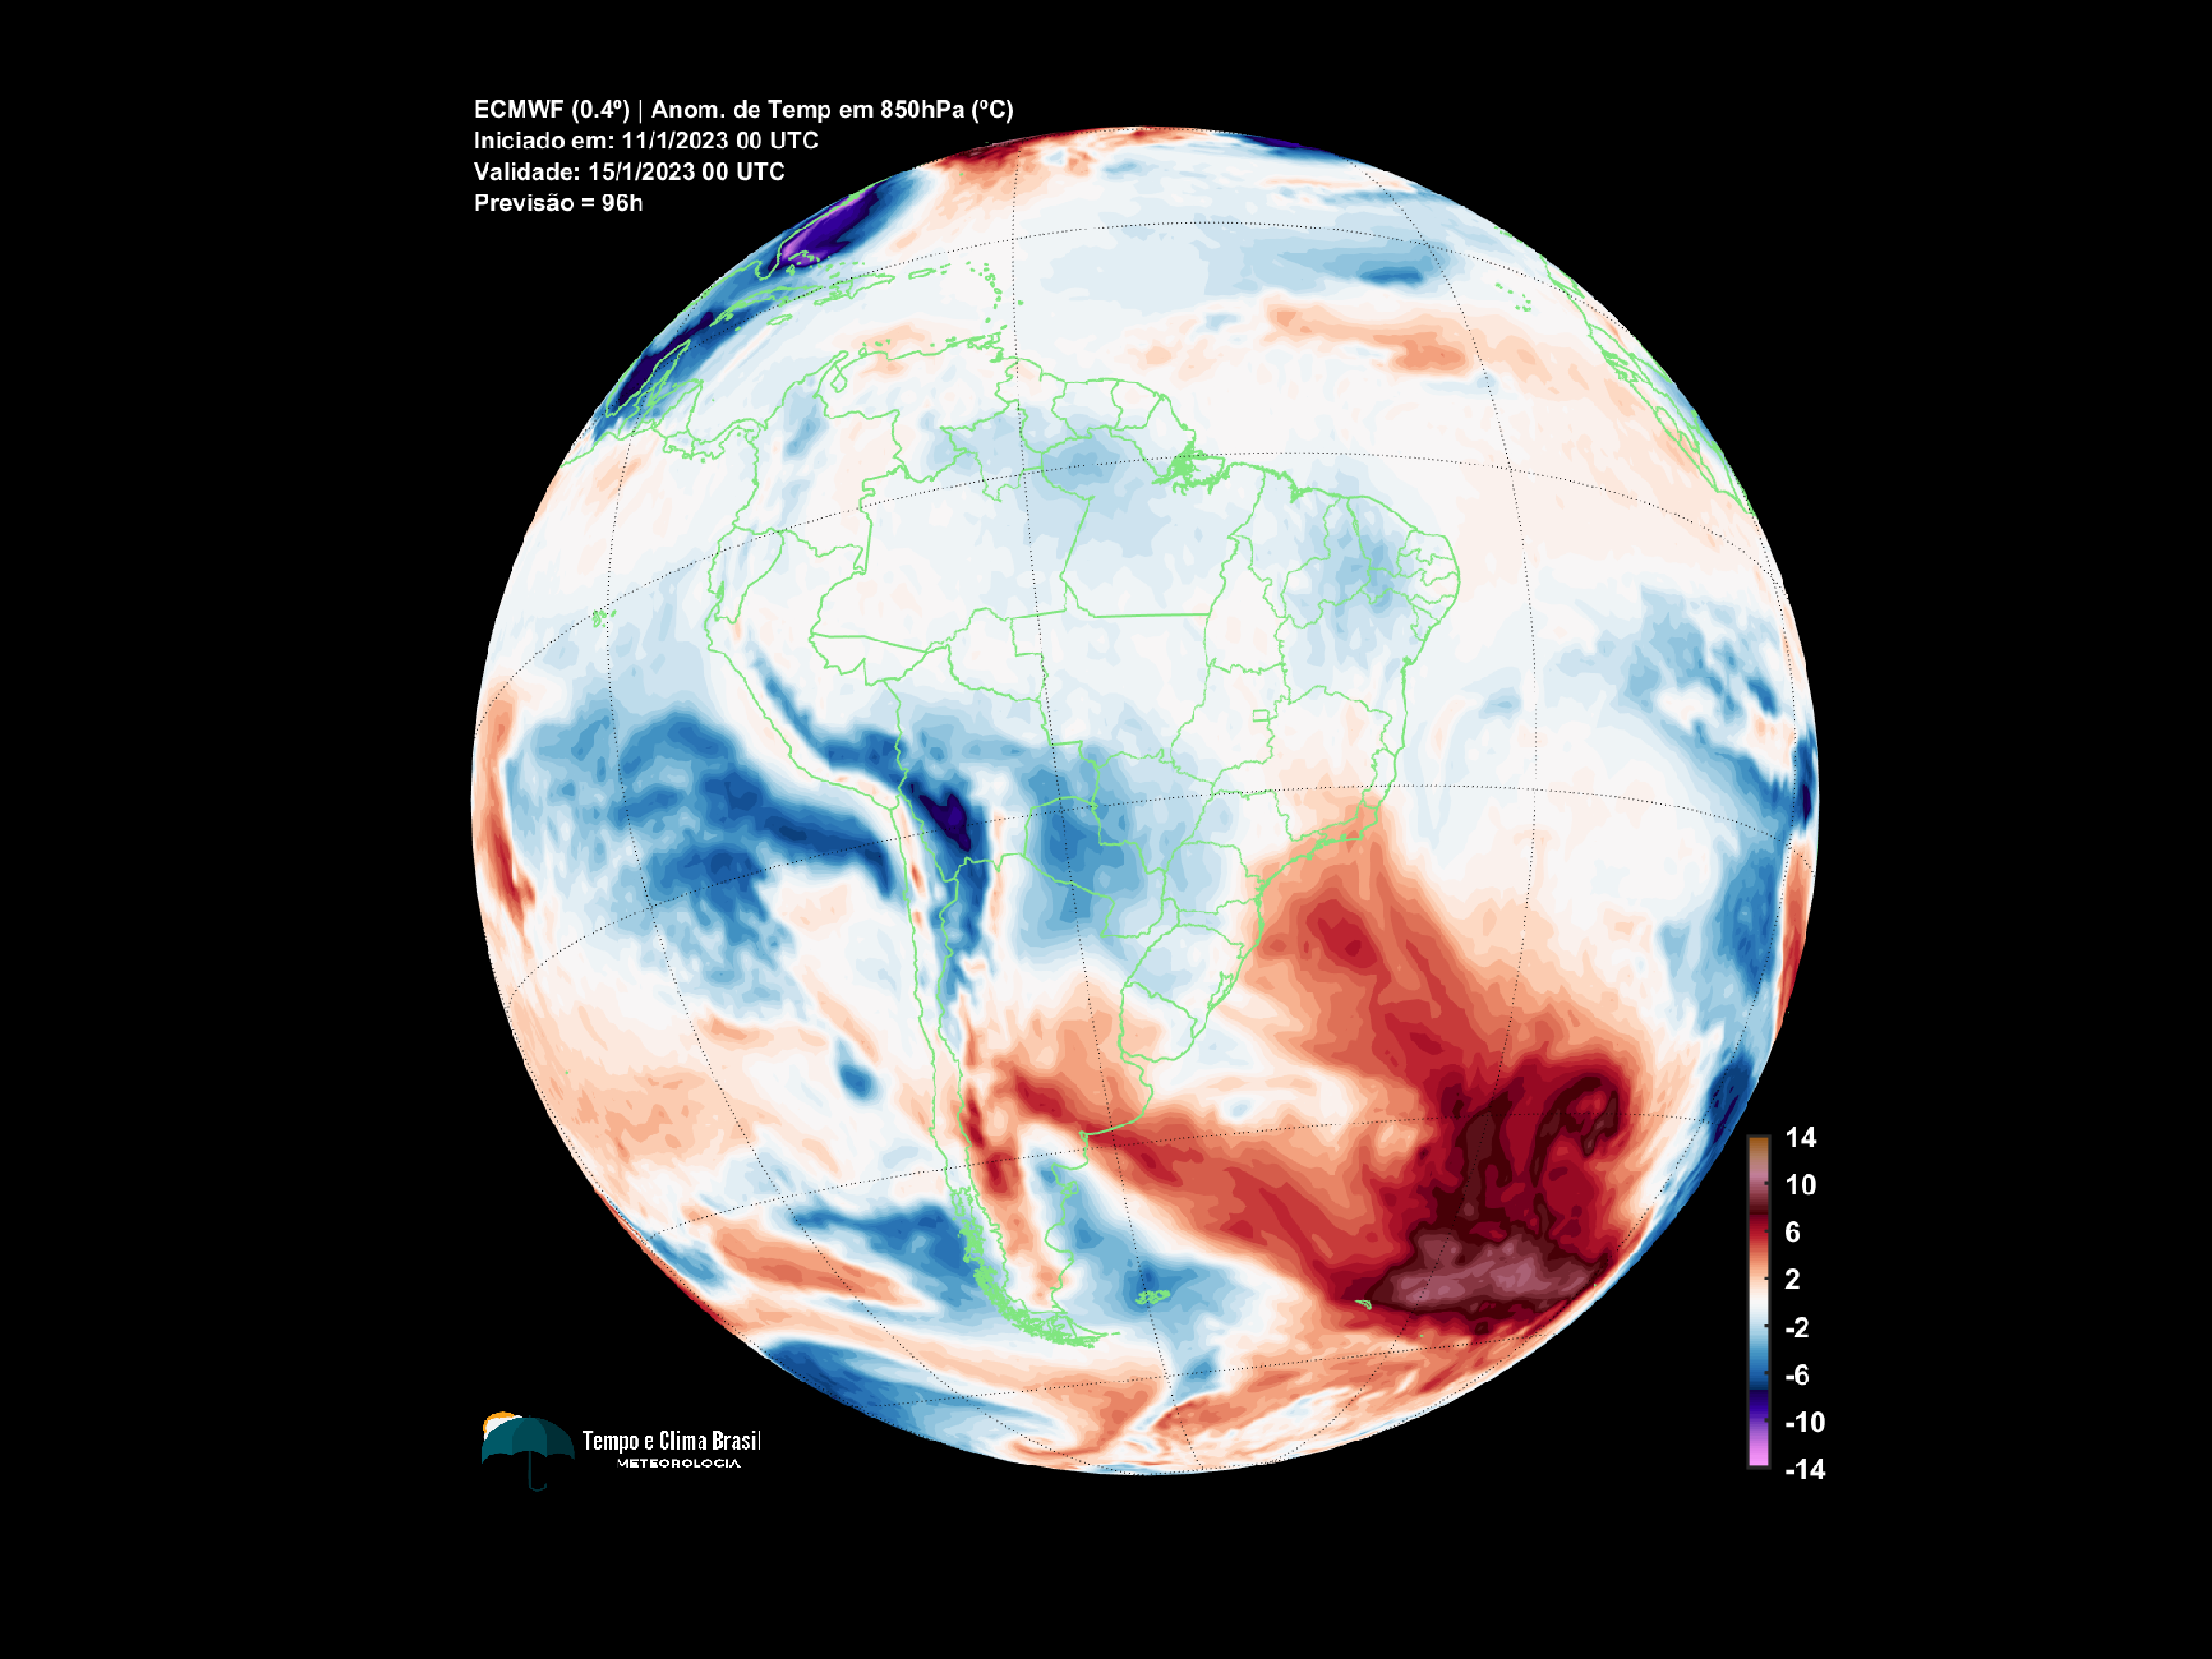 ECMWF (0.4º) | Anom. de Temp em 850hPa (ºC)
Iniciado em: 11/1/2023 00 UTC
Validade: 15/1/2023 00 UTC
Previsão = 96h
14
10
6
2
-2
-6
-10
-14
Tempo e Clima Brasil
METEOROLOGIA